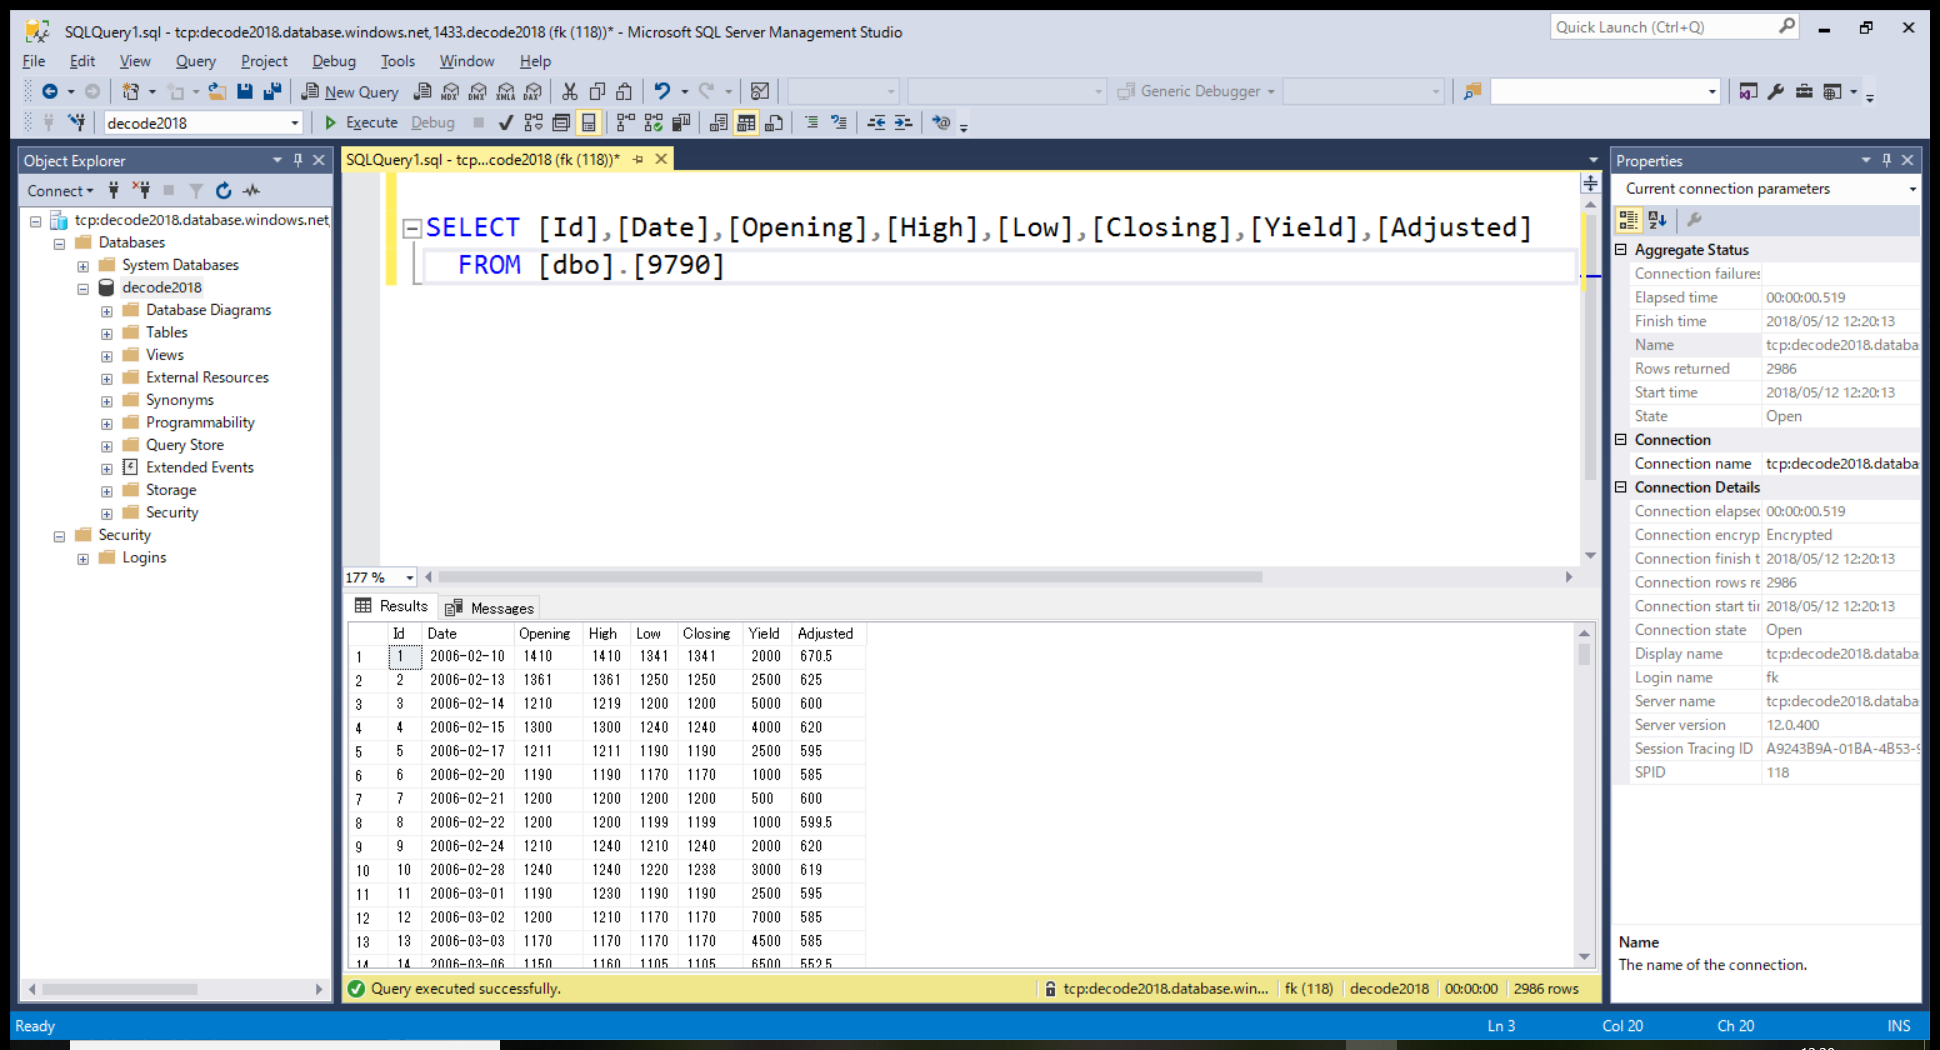 SQLQuery1.sql - tcp:decode2018.database.windows.net,1433.decode2018 (fk (118))* - Microsoft SQL Server Management Studio
Quick Launch (Ctrl+Q)
File Edit View Query Project Debug Tools Window Help
New Query MDX DMX XMLA DAX Generic Debugger
decode2018 Execute Debug
Object Explorer
Connect
tcp:decode2018.database.windows.net,
Databases
System Databases
decode2018
Database Diagrams
Tables
Views
External Resources
Synonyms
Programmability
Query Store
Extended Events
Storage
Security
Security
Logins
SQLQuery1.sql - tcp...code2018 (fk (118))*
SELECT [Id],[Date],[Opening],[High],[Low],[Closing],[Yield],[Adjusted]
FROM [dbo].[9790]
177 %
Results Messages
Id Date Opening High Low Closing Yield Adjusted
1 1 2006-02-10 1410 1410 1341 1341 2000 670.5
2 2 2006-02-13 1361 1361 1250 1250 2500 625
3 3 2006-02-14 1210 1219 1200 1200 5000 600
4 4 2006-02-15 1300 1300 1240 1240 4000 620
5 5 2006-02-17 1211 1211 1190 1190 2500 595
6 6 2006-02-20 1190 1190 1170 1170 1000 585
7 7 2006-02-21 1200 1200 1200 1200 500 600
8 8 2006-02-22 1200 1200 1199 1199 1000 599.5
9 9 2006-02-24 1210 1240 1210 1240 2000 620
10 10 2006-02-28 1240 1240 1220 1238 3000 619
11 11 2006-03-01 1190 1230 1190 1190 2500 595
12 12 2006-03-02 1200 1210 1170 1170 7000 585
13 13 2006-03-03 1170 1170 1170 1170 4500 585
14 14 2006-03-06 1150 1160 1105 1105 6500 552.5
Query executed successfully. tcp:decode2018.database.win... fk (118) decode2018 00:00:00 2986 rows
Properties
Current connection parameters
Aggregate Status
Connection failures
Elapsed time 00:00:00.519
Finish time 2018/05/12 12:20:13
Name tcp:decode2018.databa
Rows returned 2986
Start time 2018/05/12 12:20:13
State Open
Connection
Connection name tcp:decode2018.databa
Connection Details
Connection elapsed 00:00:00.519
Connection encryp Encrypted
Connection finish t 2018/05/12 12:20:13
Connection rows re 2986
Connection start tir 2018/05/12 12:20:13
Connection state Open
Display name tcp:decode2018.databa
Login name fk
Server name tcp:decode2018.databa
Server version 12.0.400
Session Tracing ID A9243B9A-01BA-4B53-9
SPID 118
Name
The name of the connection.
Ready Ln 3 Col 20 Ch 20 INS